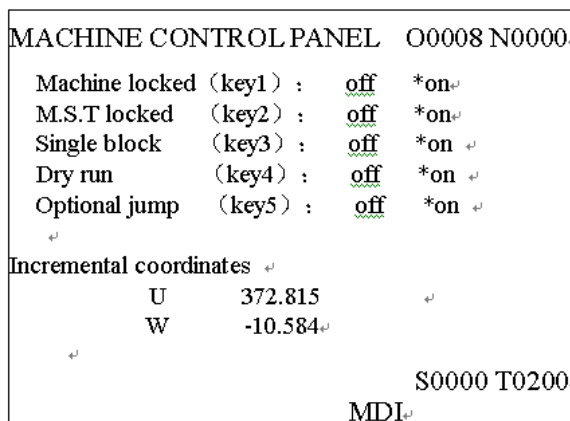 MACHINE CONTROL PANEL O0008 N0000
Machine locked（key1）： off *on
M.S.T locked （key2）： off *on
Single block （key3）： off *on
Dry run （key4）： off *on
Optional jump （key5）： off *on
Incremental coordinates
U 372.815
W -10.584
S0000 T0200
MDI